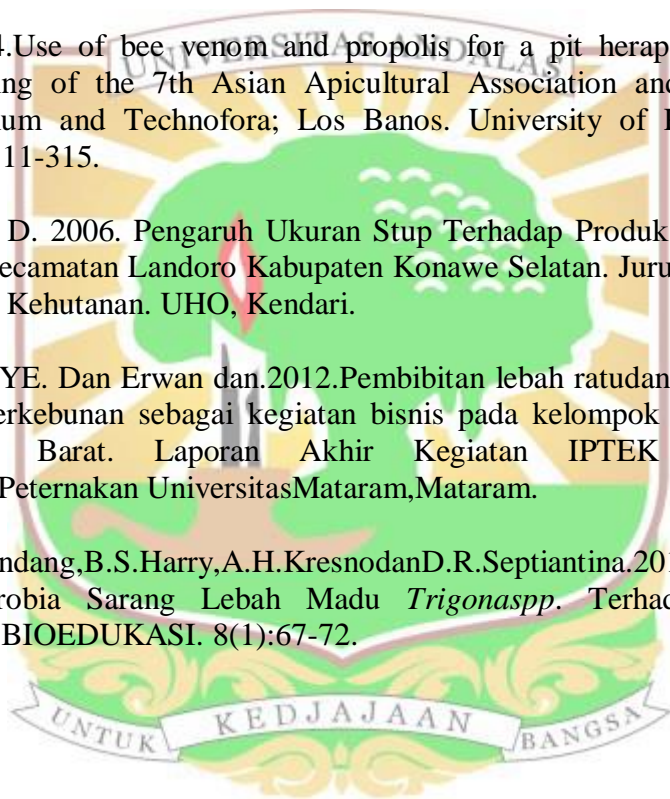 4.Use of bee venom and propolis for a pit herap
ing of the 7th Asian Apicultural Association and
ium and Technofora; Los Banos. University of
11-315.
D. 2006. Pengaruh Ukuran Stup Terhadap Produk
ecamatan Landoro Kabupaten Konawe Selatan. Juru
Kehutanan. UHO, Kendari.
YE. Dan Erwan dan.2012.Pembibitan lebah ratudan
erkebunan sebagai kegiatan bisnis pada kelompok
Barat. Laporan Akhir Kegiatan IPTEK
Peternakan UniversitasMataram,Mataram.
ndang,B.S.Harry,A.H.KresnodanD.R.Septiantina.201
robia Sarang Lebah Madu Trigonaspp. Terhad
BIOEDUKASI. 8(1):67-72.
UNIVERSITAS ANDALAS
UNTUK KEDJAJAAN BANGSA